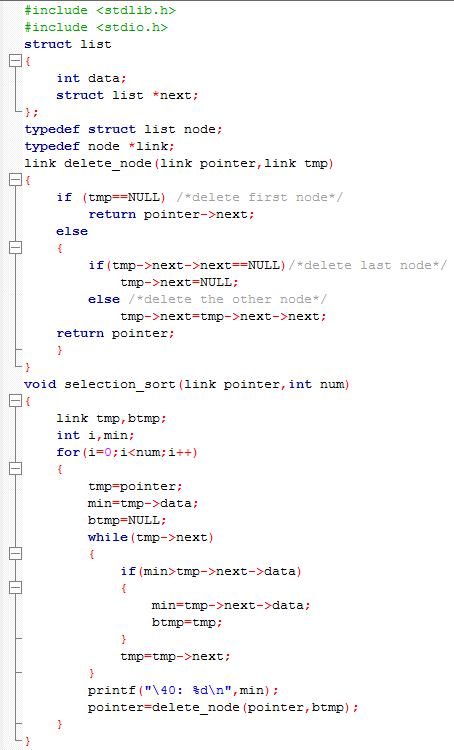 #include <stdlib.h>
#include <stdio.h>
struct list
{
    int data;
    struct list *next;
};
typedef struct list node;
typedef node *link;
link delete_node(link pointer,link tmp)
{
    if (tmp==NULL) /*delete first node*/
        return pointer->next;
    else
    {
        if(tmp->next->next==NULL)/*delete last node*/
            tmp->next=NULL;
        else /*delete the other node*/
            tmp->next=tmp->next->next;
    return pointer;
    }
}
void selection_sort(link pointer,int num)
{
    link tmp,btmp;
    int i,min;
    for(i=0;i<num;i++)
    {
        tmp=pointer;
        min=tmp->data;
        btmp=NULL;
        while(tmp->next)
        {
            if(min>tmp->next->data)
            {
                min=tmp->next->data;
                btmp=tmp;
            }
            tmp=tmp->next;
        }
        printf("\40: %d\n",min);
        pointer=delete_node(pointer,btmp);
    }
}